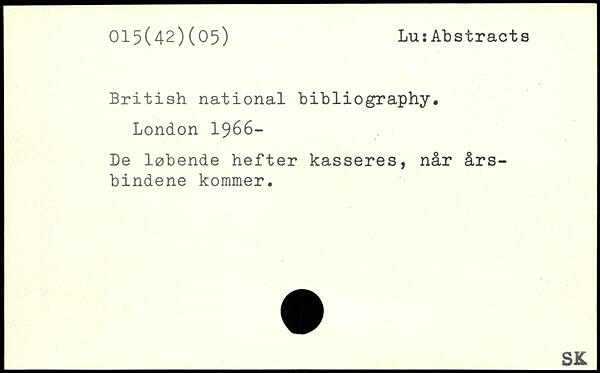 015(42)(05) Lu:Abstracts
British national bibliography.
London 1966-
De løbende hefter kasseres, når års-
bindene kommer.
SK